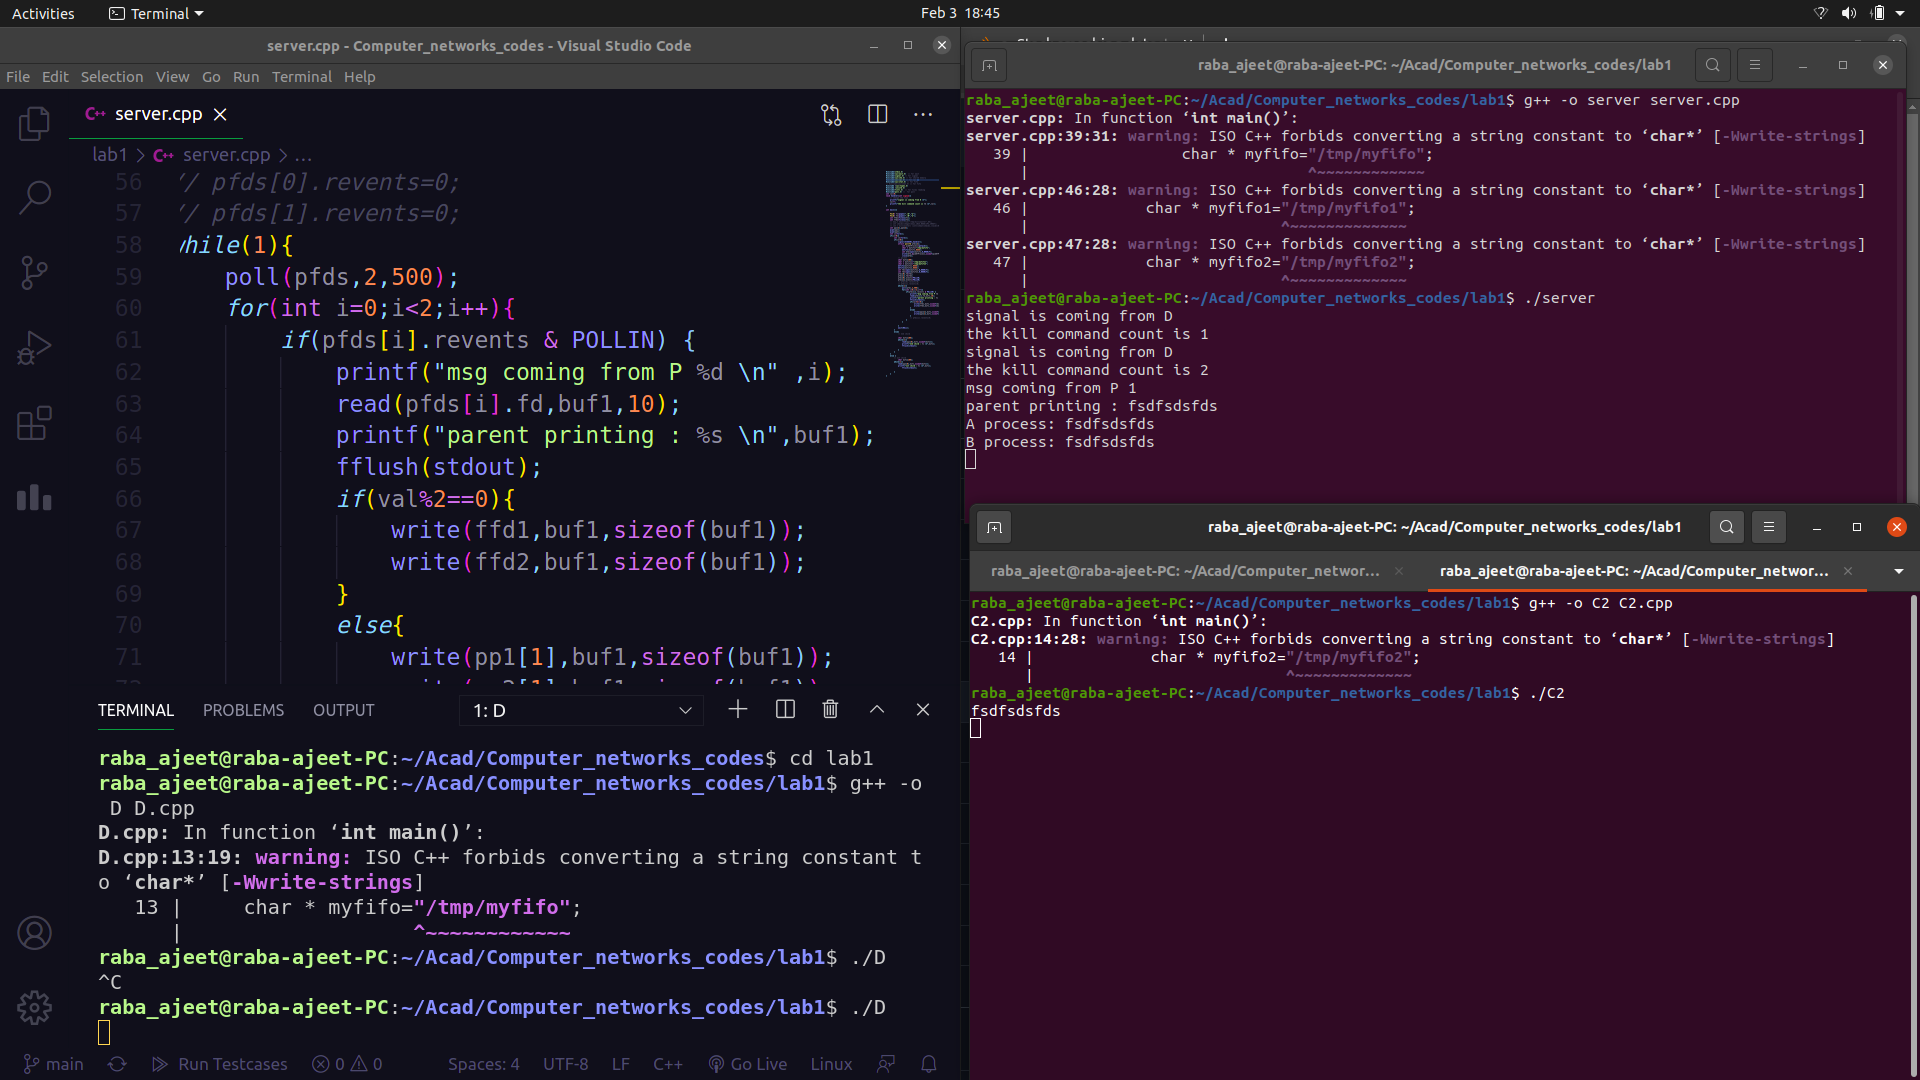 Activities Terminal Feb 3 18:45
server.cpp - Computer_networks_codes - Visual Studio Code
File Edit Selection View Go Run Terminal Help
server.cpp
lab1 > server.cpp > ...
56 // pfds[0].revents=0;
57 // pfds[1].revents=0;
58 while(1){
59 poll(pfds,2,500);
60 for(int i=0;i<2;i++){
61 if(pfds[i].revents & POLLIN) {
62 printf("msg coming from P %d \n" ,i);
63 read(pfds[i].fd,buf1,10);
64 printf("parent printing : %s \n",buf1);
65 fflush(stdout);
66 if(val%2==0){
67 write(ffd1,buf1,sizeof(buf1));
68 write(ffd2,buf1,sizeof(buf1));
69 }
70 else{
71 write(pp1[1],buf1,sizeof(buf1));
TERMINAL PROBLEMS OUTPUT 1: D
raba_ajeet@raba-ajeet-PC:~/Acad/Computer_networks_codes$ cd lab1
raba_ajeet@raba-ajeet-PC:~/Acad/Computer_networks_codes/lab1$ g++ -o
D D.cpp
D.cpp: In function ‘int main()’:
D.cpp:13:19: warning: ISO C++ forbids converting a string constant t
o ‘char*’ [-Wwrite-strings]
13 | char * myfifo="/tmp/myfifo";
| ^~~~~~~~~~~~~
raba_ajeet@raba-ajeet-PC:~/Acad/Computer_networks_codes/lab1$ ./D
^C
raba_ajeet@raba-ajeet-PC:~/Acad/Computer_networks_codes/lab1$ ./D
main Run Testcases 0 0 Spaces: 4 UTF-8 LF C++ Go Live Linux
raba_ajeet@raba-ajeet-PC: ~/Acad/Computer_networks_codes/lab1
raba_ajeet@raba-ajeet-PC:~/Acad/Computer_networks_codes/lab1$ g++ -o server server.cpp
server.cpp: In function ‘int main()’:
server.cpp:39:31: warning: ISO C++ forbids converting a string constant to ‘char*’ [-Wwrite-strings]
39 | char * myfifo="/tmp/myfifo";
| ^~~~~~~~~~~~~
server.cpp:46:28: warning: ISO C++ forbids converting a string constant to ‘char*’ [-Wwrite-strings]
46 | char * myfifo1="/tmp/myfifo1";
| ^~~~~~~~~~~~~~
server.cpp:47:28: warning: ISO C++ forbids converting a string constant to ‘char*’ [-Wwrite-strings]
47 | char * myfifo2="/tmp/myfifo2";
| ^~~~~~~~~~~~~~
raba_ajeet@raba-ajeet-PC:~/Acad/Computer_networks_codes/lab1$ ./server
signal is coming from D
the kill command count is 1
signal is coming from D
the kill command count is 2
msg coming from P 1
parent printing : fsdfsdsfds
A process: fsdfsdsfds
B process: fsdfsdsfds
raba_ajeet@raba-ajeet-PC: ~/Acad/Computer_networks_codes/lab1
raba_ajeet@raba-ajeet-PC: ~/Acad/Computer_networ... raba_ajeet@raba-ajeet-PC: ~/Acad/Computer_networ...
raba_ajeet@raba-ajeet-PC:~/Acad/Computer_networks_codes/lab1$ g++ -o C2 C2.cpp
C2.cpp: In function ‘int main()’:
C2.cpp:14:28: warning: ISO C++ forbids converting a string constant to ‘char*’ [-Wwrite-strings]
14 | char * myfifo2="/tmp/myfifo2";
| ^~~~~~~~~~~~~~
raba_ajeet@raba-ajeet-PC:~/Acad/Computer_networks_codes/lab1$ ./C2
fsdfsdsfds